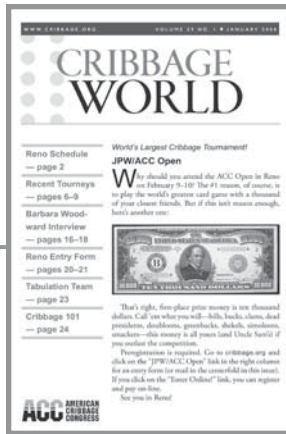 WWW.CRIBBAGE.ORG
VOLUME 29 NO. 1 • JANUARY 2008
CRIBBAGE
WORLD
Reno Schedule
— page 2
Recent Tourneys
— pages 6–9
Barbara Wood-
ward Interview
— pages 16–18
Reno Entry Form
— pages 20–21
Tabulation Team
— page 23
Cribbage 101
— page 24
World's Largest Cribbage Tournament!
JPW/ACC Open
Why should you attend the ACC Open in Reno
on February 9–10? The #1 reason, of course, is
to play the world's greatest card game with a thousand
of your closest friends. But if this isn't reason enough,
here's another one:
TEN THOUSAND DOLLARS
That's right, first-place prize money is ten thousand
dollars. Call 'em what you will—bills, bucks, clams, dead
presidents, doubloons, greenbacks, shekels, simoleons,
smackers—this money is all yours (and Uncle Sam's) if
you outlast the competition.
Preregistration is required. Go to cribbage.org and
click on the "JPW/ACC Open" link in the right column
for an entry form (or mail in the centerfold in this issue).
If you click on the "Enter Online!" link, you can register
and pay on-line.
See you in Reno!
ACC AMERICAN
CRIBBAGE
CONGRESS